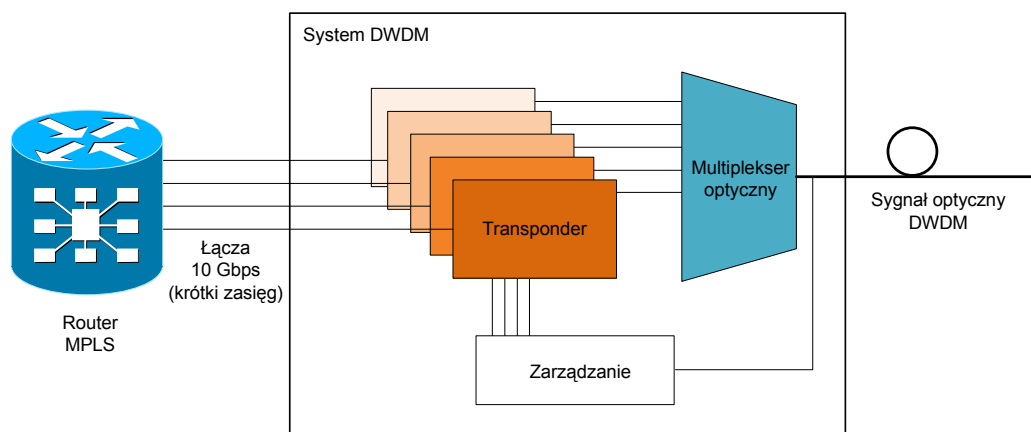 System DWDM
Multiplekser
optyczny
Sygnał optyczny
DWDM
Transponder
Łącza
10 Gbps
(krótki zasięg)
Router
MPLS
Zarządzanie